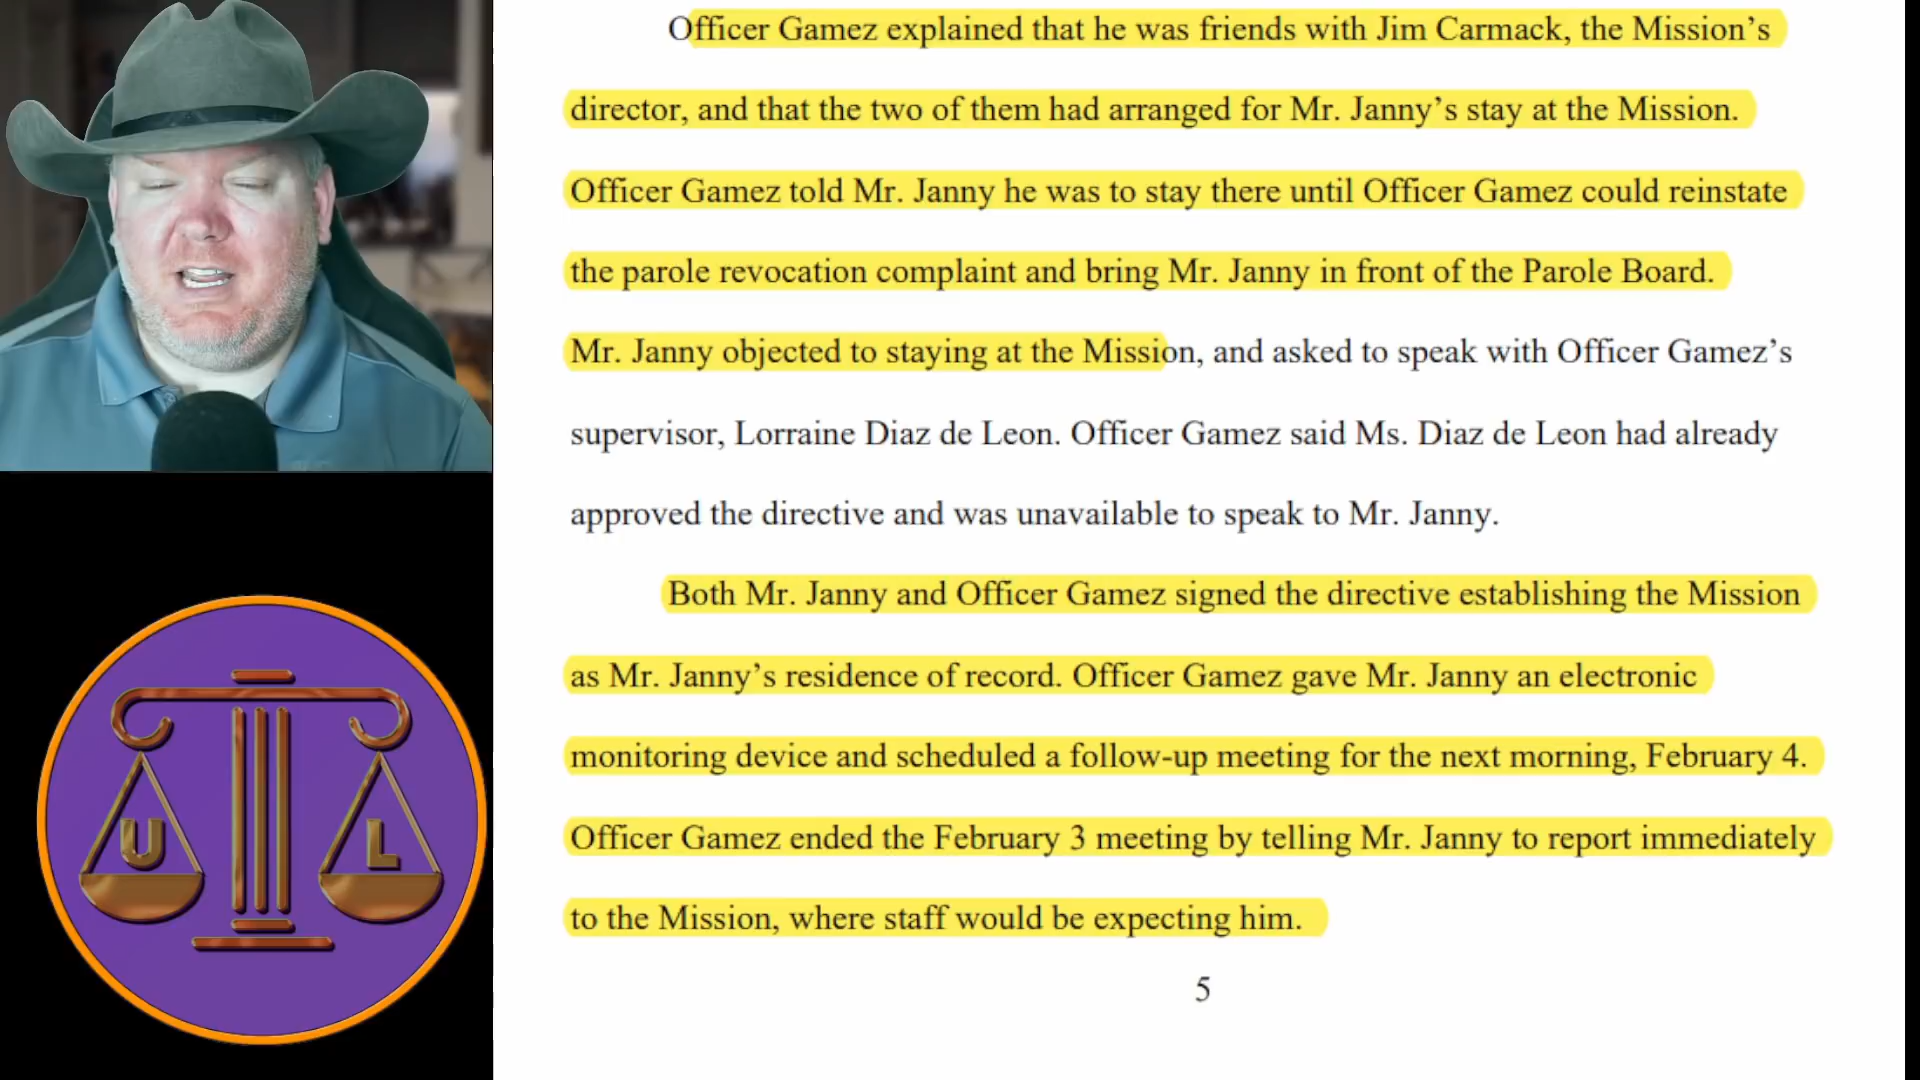 Officer Gamez explained that he was friends with Jim Carmack, the Mission’s
director, and that the two of them had arranged for Mr. Janny’s stay at the Mission.
Officer Gamez told Mr. Janny he was to stay there until Officer Gamez could reinstate
the parole revocation complaint and bring Mr. Janny in front of the Parole Board.
Mr. Janny objected to staying at the Mission, and asked to speak with Officer Gamez’s
supervisor, Lorraine Diaz de Leon. Officer Gamez said Ms. Diaz de Leon had already
approved the directive and was unavailable to speak to Mr. Janny.
Both Mr. Janny and Officer Gamez signed the directive establishing the Mission
as Mr. Janny’s residence of record. Officer Gamez gave Mr. Janny an electronic
monitoring device and scheduled a follow-up meeting for the next morning, February 4.
Officer Gamez ended the February 3 meeting by telling Mr. Janny to report immediately
to the Mission, where staff would be expecting him.
5
U L